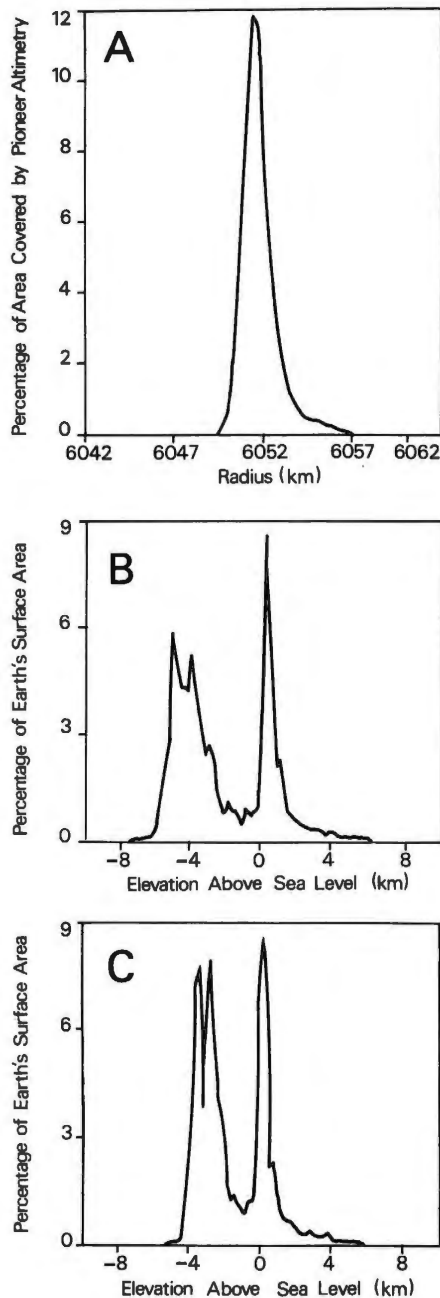 A
Percentage of Area Covered by Pioneer Altimetry
12
10
8
6
4
2
0
6042 6047 6052 6057 6062
Radius (km)
B
Percentage of Earth's Surface Area
9
6
3
0
-8 -4 0 4 8
Elevation Above Sea Level (km)
C
Percentage of Earth's Surface Area
9
6
3
0
-8 -4 0 4 8
Elevation Above Sea Level (km)